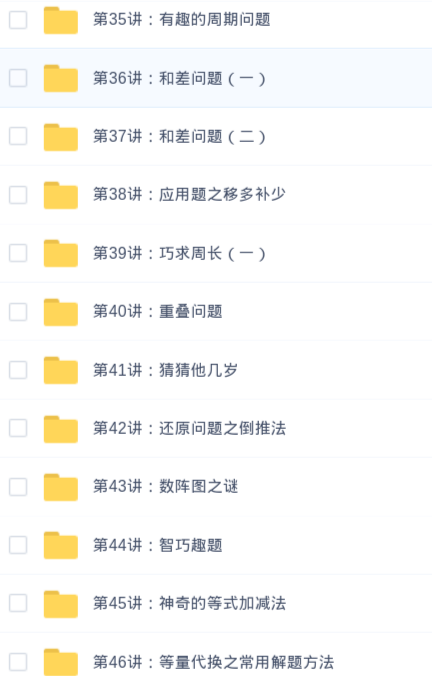 第35讲：有趣的周期问题
第36讲：和差问题（一）
第37讲：和差问题（二）
第38讲：应用题之移多补少
第39讲：巧求周长（一）
第40讲：重叠问题
第41讲：猜猜他几岁
第42讲：还原问题之倒推法
第43讲：数阵图之谜
第44讲：智巧趣题
第45讲：神奇的等式加减法
第46讲：等量代换之常用解题方法